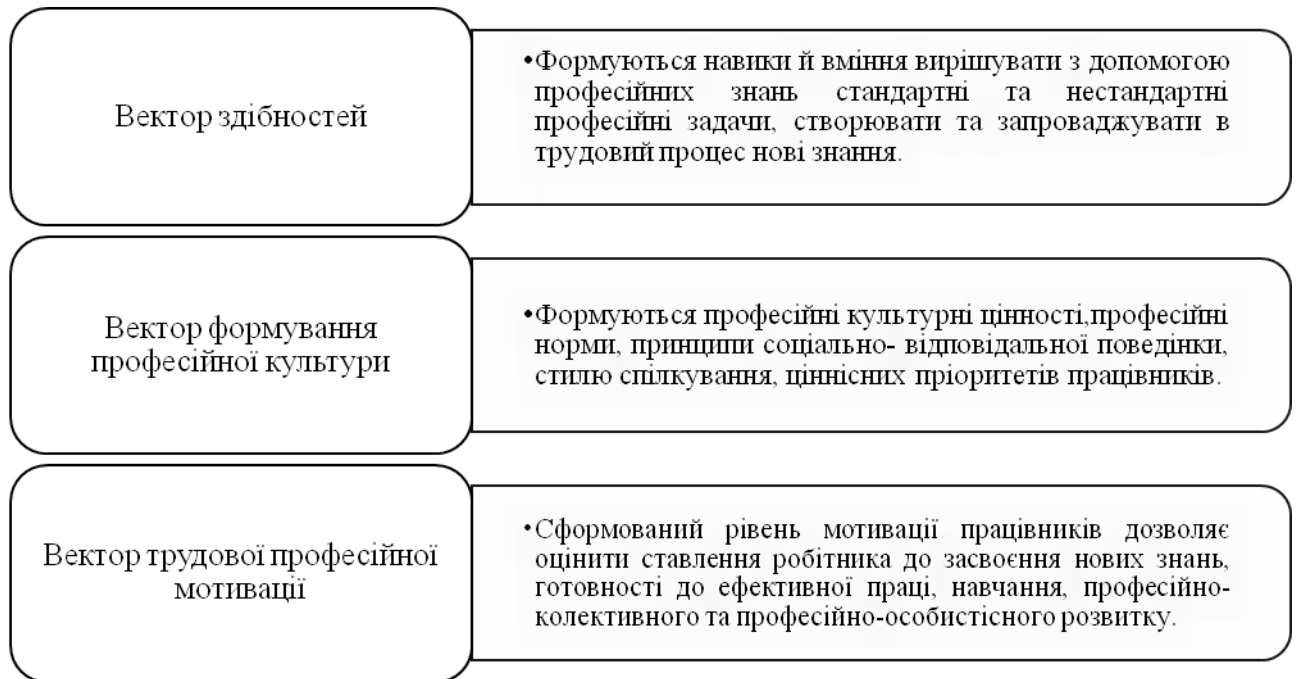 Вектор здібностей
•Формуються навики й вміння вирішувати з допомогою
професійних знань стандартні та нестандартні
професійні задачі, створювати та запроваджувати в
трудовий процес нові знання.
Вектор формування
професійної культури
•Формуються професійні культурні цінності,професійні
норми, принципи соціально- відповідальної поведінки,
стилю спілкування, ціннісних пріоритетів працівників.
Вектор трудової професійної
мотивації
•Сформований рівень мотивації працівників дозволяє
оцінити ставлення робітника до засвоєння нових знань,
готовності до ефективної праці, навчання, професійно-
колективного та професійно-особистісного розвитку.